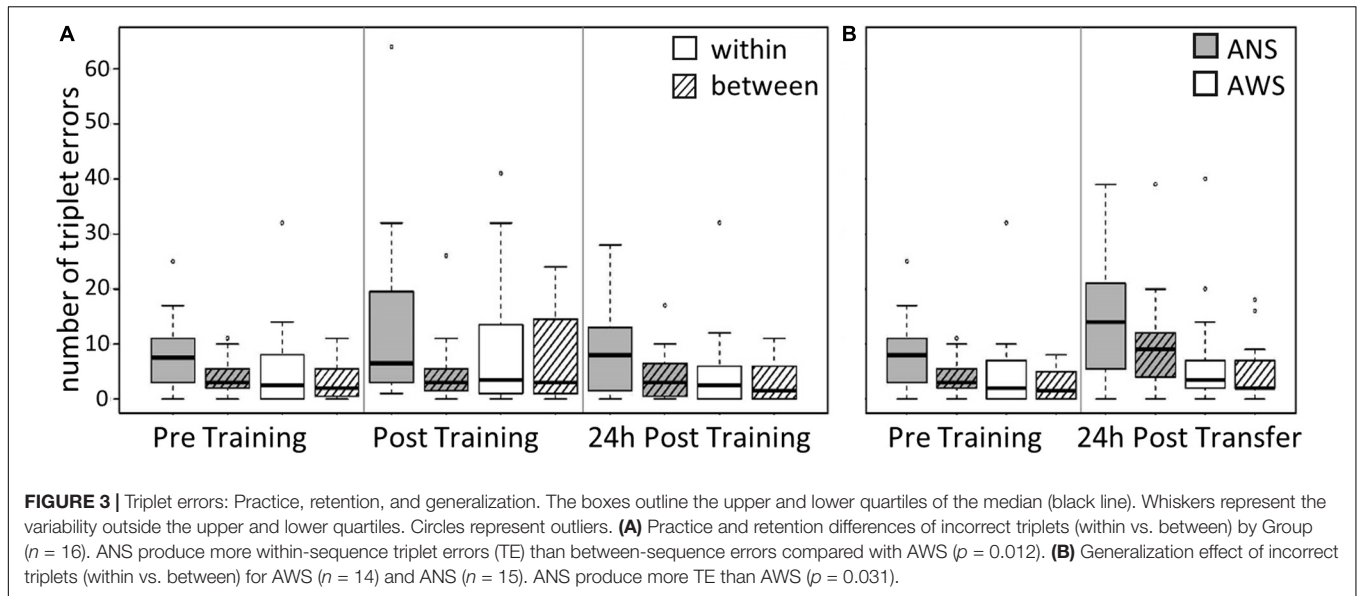 A
B
within
between
ANS
AWS
60
50
40
30
20
10
0
number of triplet errors
Pre Training
Post Training
24h Post Training
Pre Training
24h Post Transfer
FIGURE 3 | Triplet errors: Practice, retention, and generalization. The boxes outline the upper and lower quartiles of the median (black line). Whiskers represent the
variability outside the upper and lower quartiles. Circles represent outliers. (A) Practice and retention differences of incorrect triplets (within vs. between) by Group
(n = 16). ANS produce more within-sequence triplet errors (TE) than between-sequence errors compared with AWS (p = 0.012). (B) Generalization effect of incorrect
triplets (within vs. between) for AWS (n = 14) and ANS (n = 15). ANS produce more TE than AWS (p = 0.031).